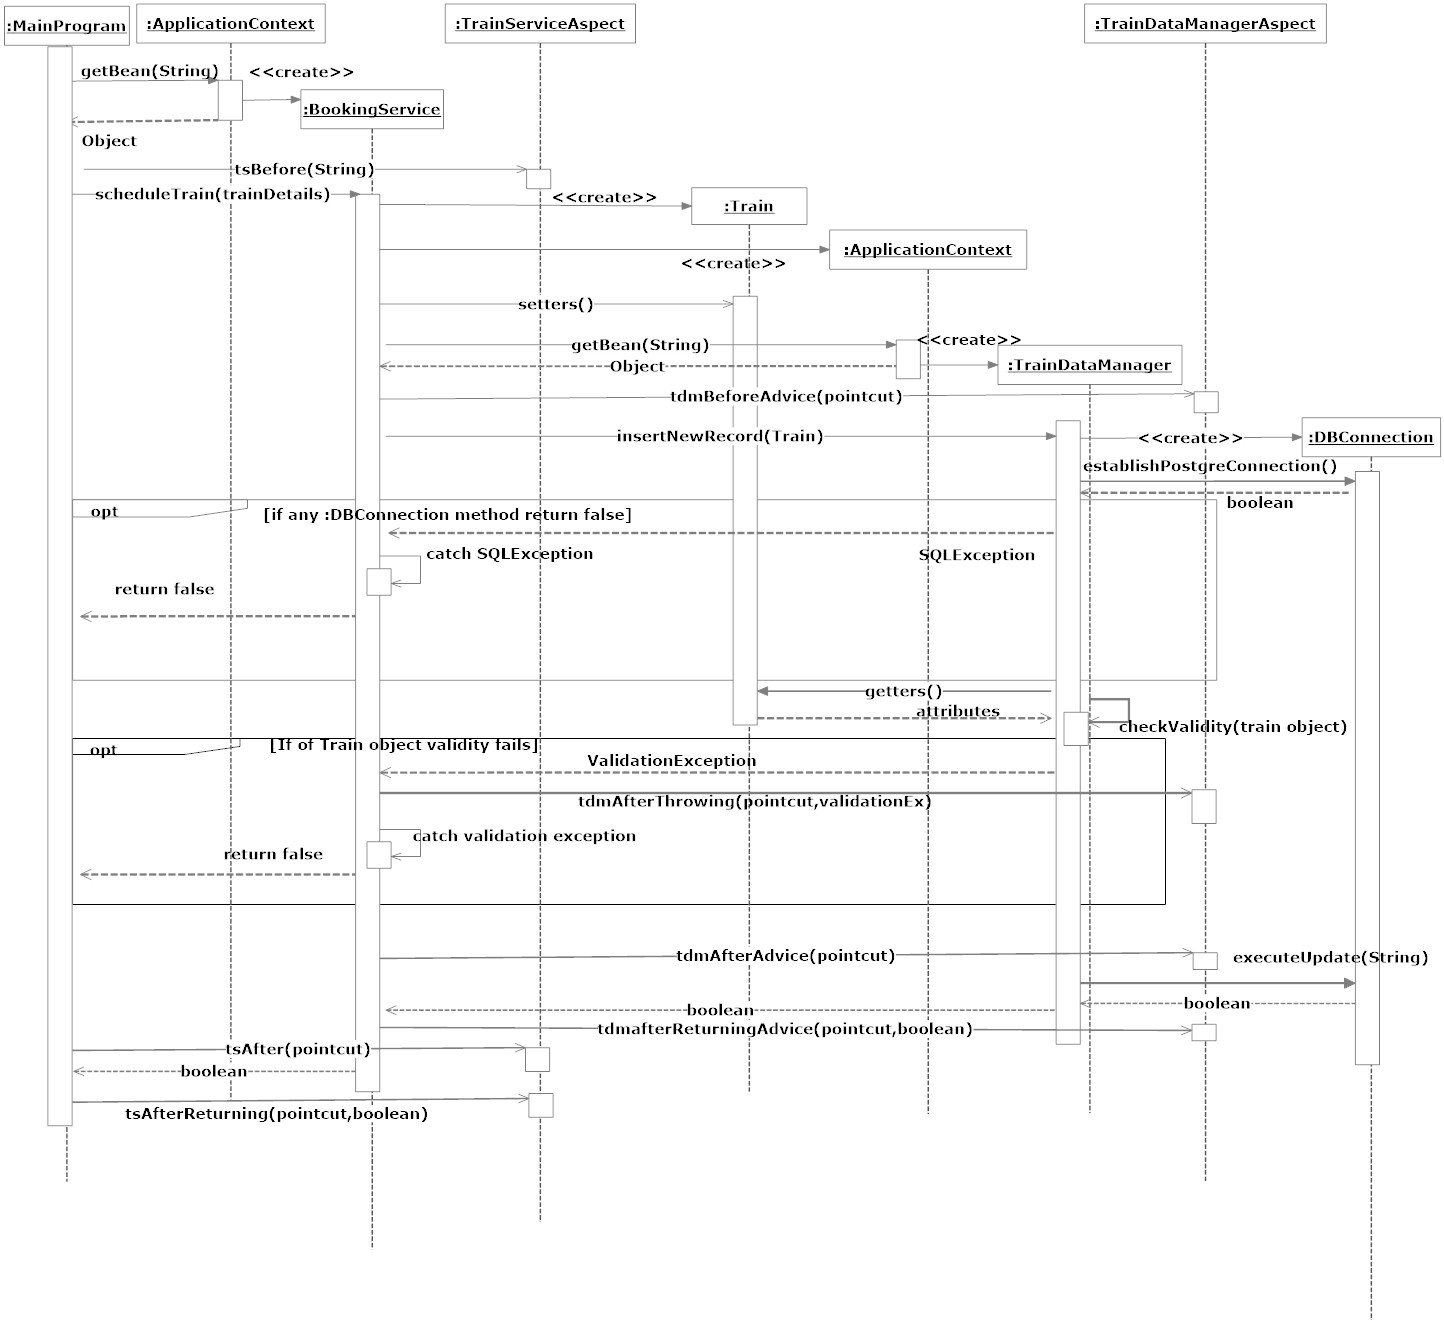 :MainProgram
:ApplicationContext
:TrainServiceAspect
:TrainDataManagerAspect
getBean(String)
<<create>>
:BookingService
Object
tsBefore(String)
scheduleTrain(trainDetails)
<<create>>
:Train
:ApplicationContext
<<create>>
setters()
getBean(String)
<<create>>
Object
:TrainDataManager
tdmBeforeAdvice(pointcut)
insertNewRecord(Train)
<<create>>
:DBConnection
establishPostgreConnection()
boolean
opt
[if any :DBConnection method return false]
catch SQLException
SQLException
return false
getters()
attributes
checkValidity(train object)
opt
[If of Train object validity fails]
ValidationException
tdmAfterThrowing(pointcut,validationEx)
catch validation exception
return false
tdmAfterAdvice(pointcut)
executeUpdate(String)
boolean
boolean
tdmafterReturningAdvice(pointcut,boolean)
tsAfter(pointcut)
boolean
tsAfterReturning(pointcut,boolean)